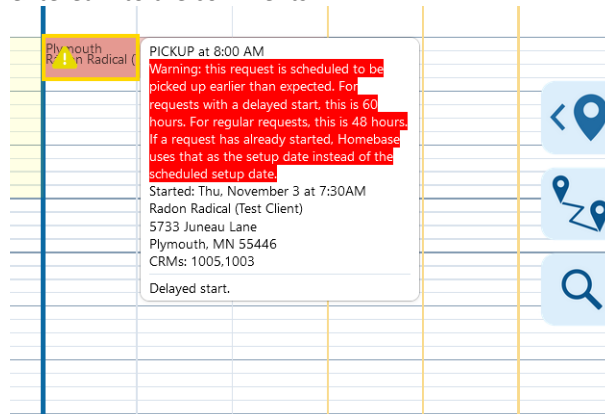 Plymouth
Radon Radical (
PICKUP at 8:00 AM
Warning: this request is scheduled to be
picked up earlier than expected. For
requests with a delayed start, this is 60
hours. For regular requests, this is 48 hours.
If a request has already started, Homebase
uses that as the setup date instead of the
scheduled setup date.
Started: Thu, November 3 at 7:30AM
Radon Radical (Test Client)
5733 Juneau Lane
Plymouth, MN 55446
CRMs: 1005,1003
Delayed start.